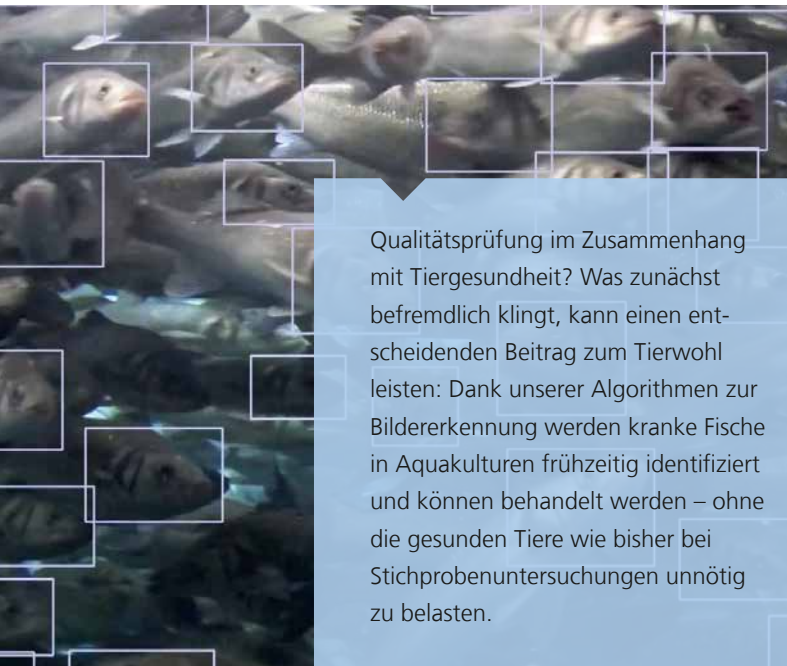 Qualitätsprüfung im Zusammenhang
mit Tiergesundheit? Was zunächst
befremdlich klingt, kann einen ent-
scheidenden Beitrag zum Tierwohl
leisten: Dank unserer Algorithmen zur
Bildererkennung werden kranke Fische
in Aquakulturen frühzeitig identifiziert
und können behandelt werden – ohne
die gesunden Tiere wie bisher bei
Stichprobenuntersuchungen unnötig
zu belasten.